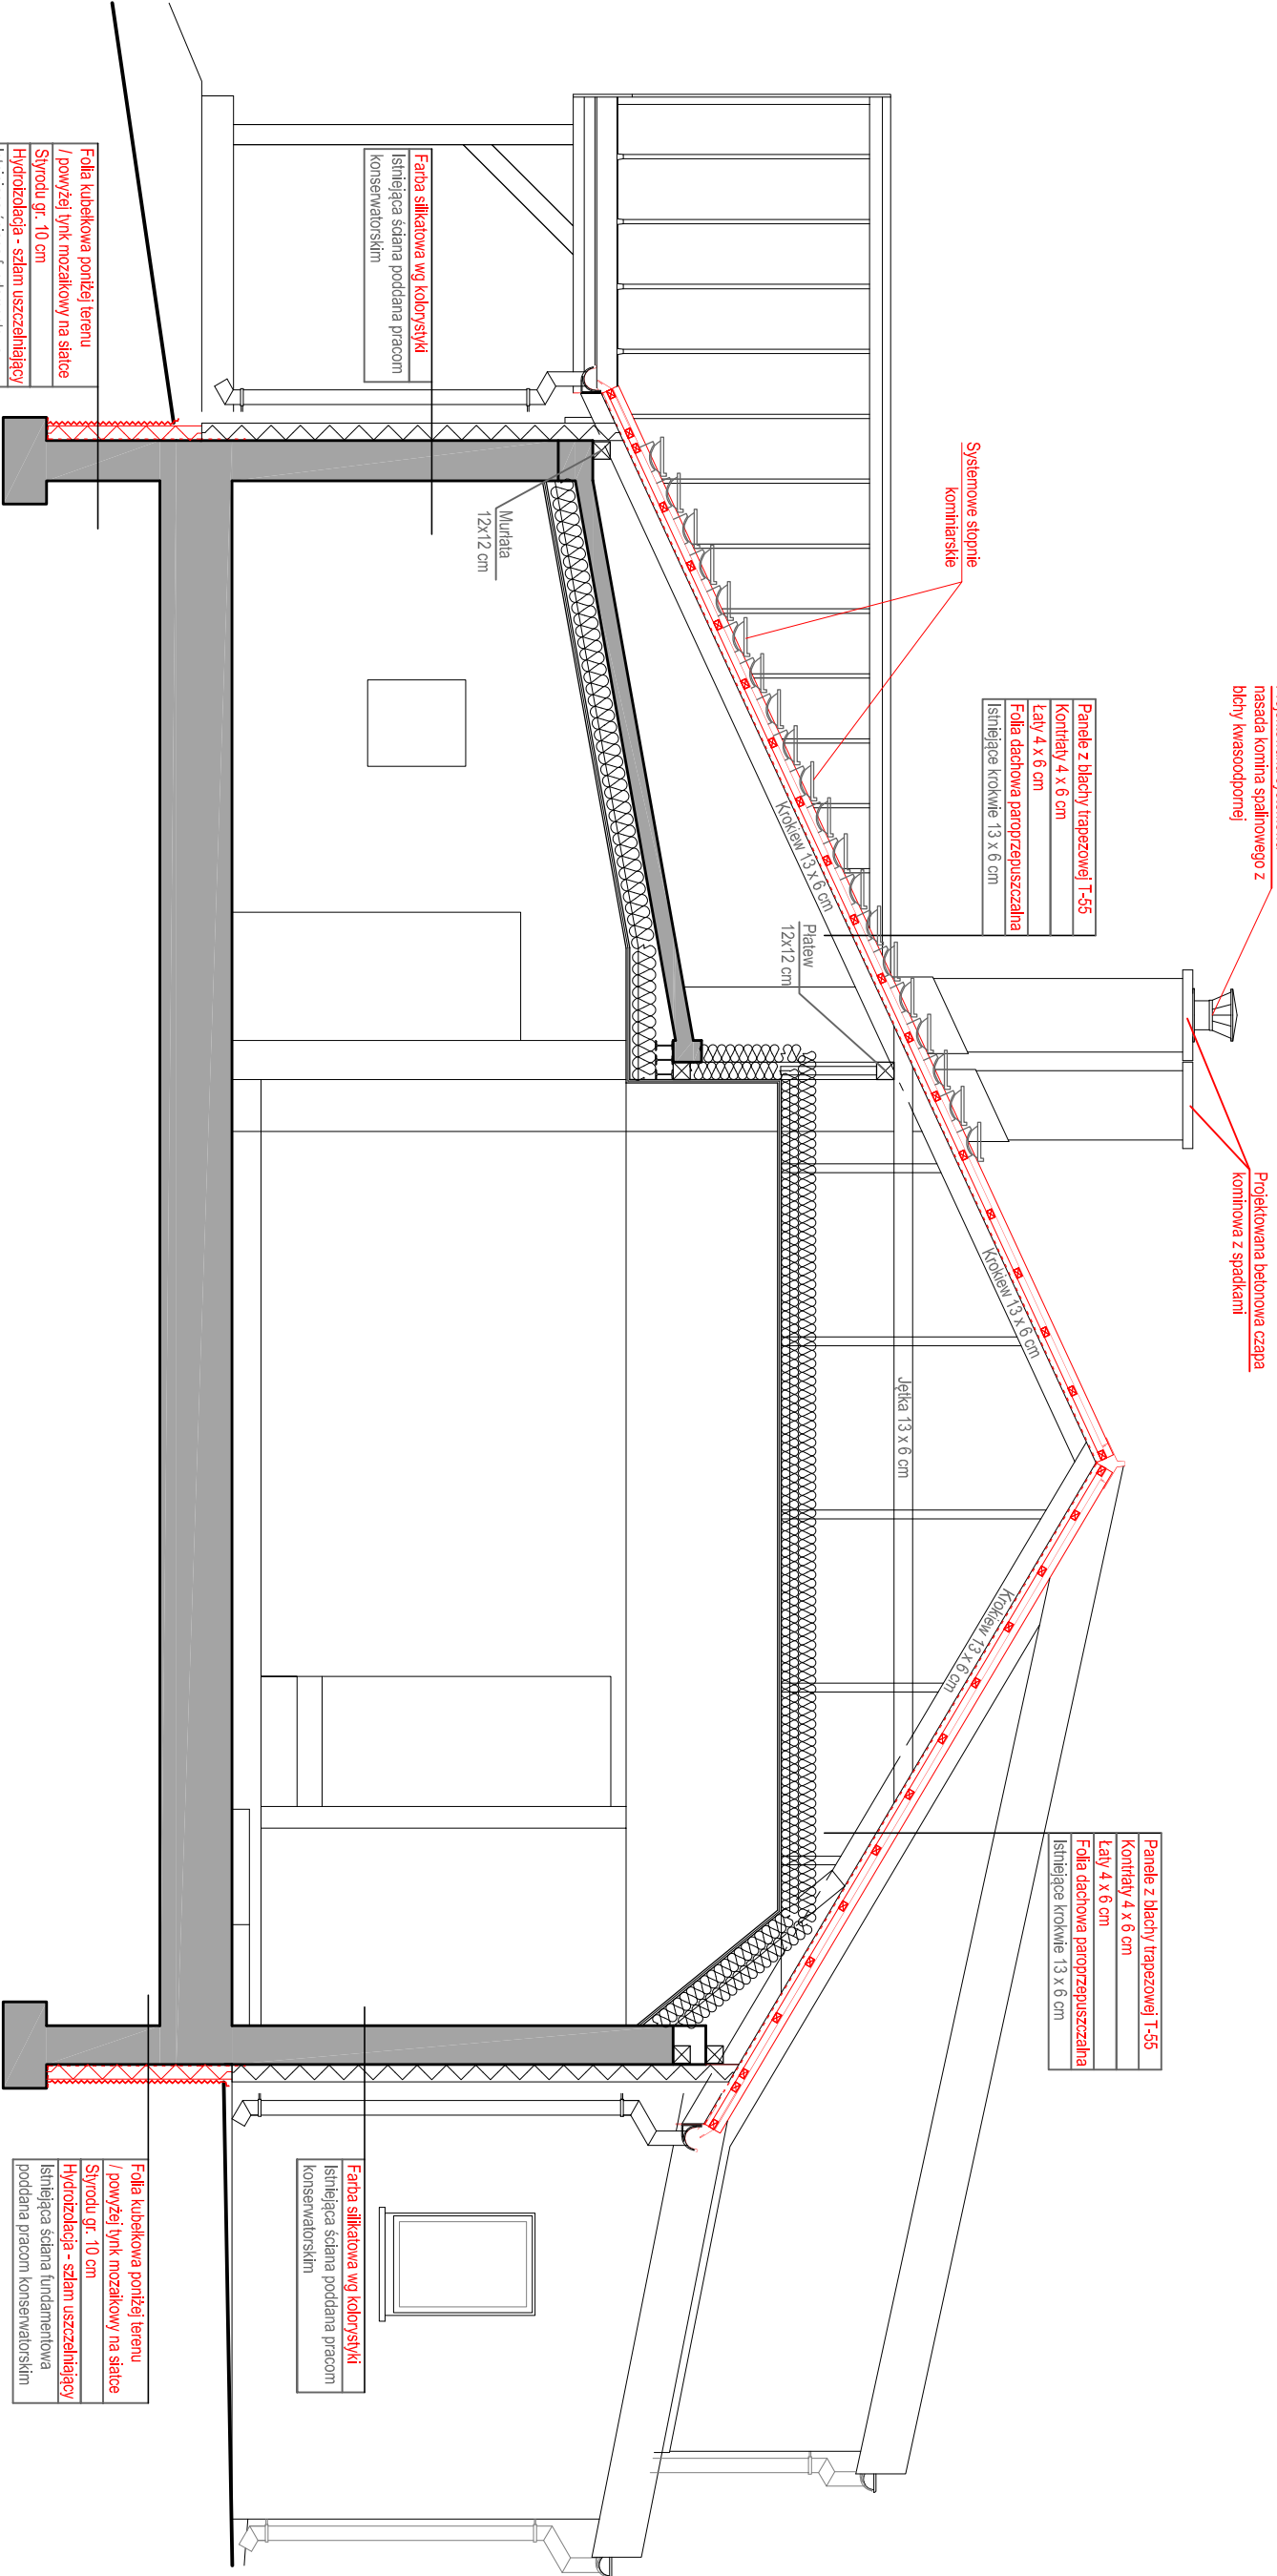 nasada komina spalinowego z
blchy kwasoodpornej
Projektowana betonowa czapa
kominowa z spadkami
Panele z blachy trapezowej T-55
Kontrłaty 4 x 6 cm
Łaty 4 x 6 cm
Folia dachowa paroprzepuszczalna
Istniejące krokwie 13 x 6 cm
Panele z blachy trapezowej T-55
Kontrłaty 4 x 6 cm
Łaty 4 x 6 cm
Folia dachowa paroprzepuszczalna
Istniejące krokwie 13 x 6 cm
Systemowe stopnie
kominiarskie
Krokiew 13 x 6 cm
Krokiew 13 x 6 cm
Jętka 13 x 6 cm
Krokiew 13 x 6 cm
Płatew
12x12 cm
Murłata
12x12 cm
Farba silikatowa wg kolorystyki
Istniejąca ściana poddana pracom
konserwatorskim
Farba silikatowa wg kolorystyki
Istniejąca ściana poddana pracom
konserwatorskim
Folia kubełkowa poniżej terenu
/ powyżej tynk mozaikowy na siatce
Styrodu gr. 10 cm
Hydroizolacja - szlam uszczelniający
Folia kubełkowa poniżej terenu
/ powyżej tynk mozaikowy na siatce
Styrodu gr. 10 cm
Hydroizolacja - szlam uszczelniający
Istniejąca ściana fundamentowa
poddana pracom konserwatorskim